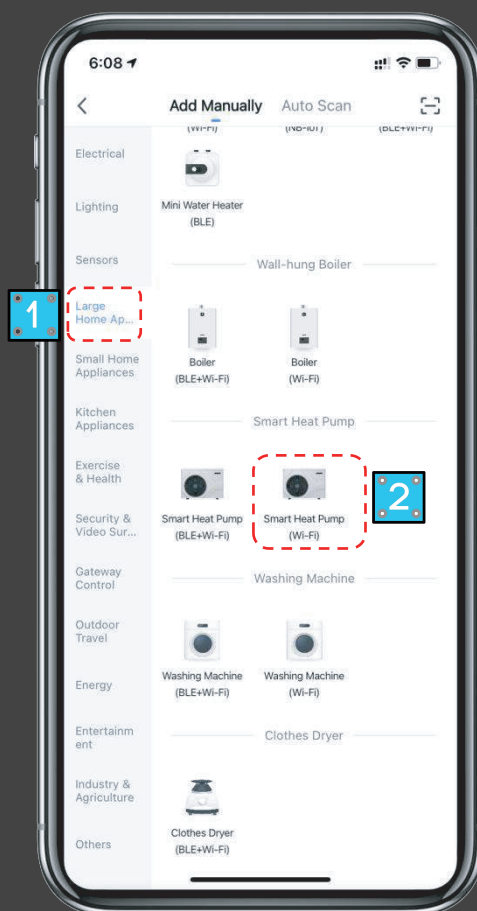 6:08
Add Manually Auto Scan
(Wi-Fi) (NB-IoT) (BLE+Wi-Fi)
Electrical
Lighting
Sensors
Large
Home Ap...
Small Home
Appliances
Kitchen
Appliances
Exercise
& Health
Security &
Video Sur...
Gateway
Control
Outdoor
Travel
Energy
Entertainm
ent
Industry &
Agriculture
Others
Mini Water Heater
(BLE)
Wall-hung Boiler
Boiler
(BLE+Wi-Fi)
Boiler
(Wi-Fi)
Smart Heat Pump
Smart Heat Pump
(BLE+Wi-Fi)
Smart Heat Pump
(Wi-Fi)
Washing Machine
Washing Machine
(BLE+Wi-Fi)
Washing Machine
(Wi-Fi)
Clothes Dryer
Clothes Dryer
(BLE+Wi-Fi)
1
2